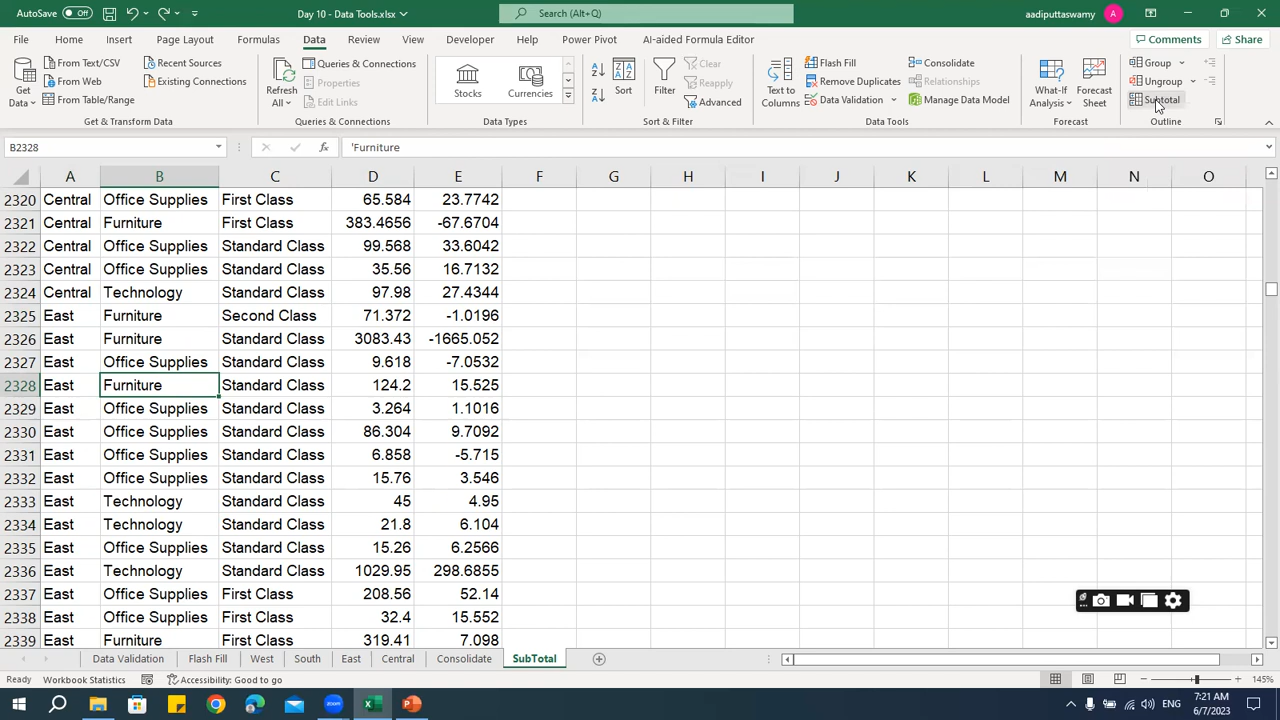 AutoSave Off Day 10 - Data Tools.xlsx Search (Alt+Q) aadiputtaswamy A
File Home Insert Page Layout Formulas Data Review View Developer Help Power Pivot AI-aided Formula Editor Comments Share
Get Data From Text/CSV Recent Sources
From Web Existing Connections
From Table/Range
Refresh All Queries & Connections
Properties
Edit Links
Stocks Currencies
Sort Filter Clear
Reapply
Advanced
Text to Columns Flash Fill Consolidate
Remove Duplicates Relationships
Data Validation Manage Data Model
What-If Analysis Forecast Sheet
Group
Ungroup
Subtotal
Get & Transform Data Queries & Connections Data Types Sort & Filter Data Tools Forecast Outline
B2328 'Furniture
A B C D E F G H I J K L M N O
2320 Central Office Supplies First Class 65.584 23.7742
2321 Central Furniture First Class 383.4656 -67.6704
2322 Central Office Supplies Standard Class 99.568 33.6042
2323 Central Office Supplies Standard Class 35.56 16.7132
2324 Central Technology Standard Class 97.98 27.4344
2325 East Furniture Second Class 71.372 -1.0196
2326 East Furniture Standard Class 3083.43 -1665.052
2327 East Office Supplies Standard Class 9.618 -7.0532
2328 East Furniture Standard Class 124.2 15.525
2329 East Office Supplies Standard Class 3.264 1.1016
2330 East Office Supplies Standard Class 86.304 9.7092
2331 East Office Supplies Standard Class 6.858 -5.715
2332 East Office Supplies Standard Class 15.76 3.546
2333 East Technology Standard Class 45 4.95
2334 East Technology Standard Class 21.8 6.104
2335 East Office Supplies Standard Class 15.26 6.2566
2336 East Technology Standard Class 1029.95 298.6855
2337 East Office Supplies First Class 208.56 52.14
2338 East Office Supplies First Class 32.4 15.552
2339 East Furniture First Class 319.41 7.098
Data Validation Flash Fill West South East Central Consolidate SubTotal
Ready Workbook Statistics Accessibility: Good to go 145%
zoom ENG 7:21 AM
6/7/2023